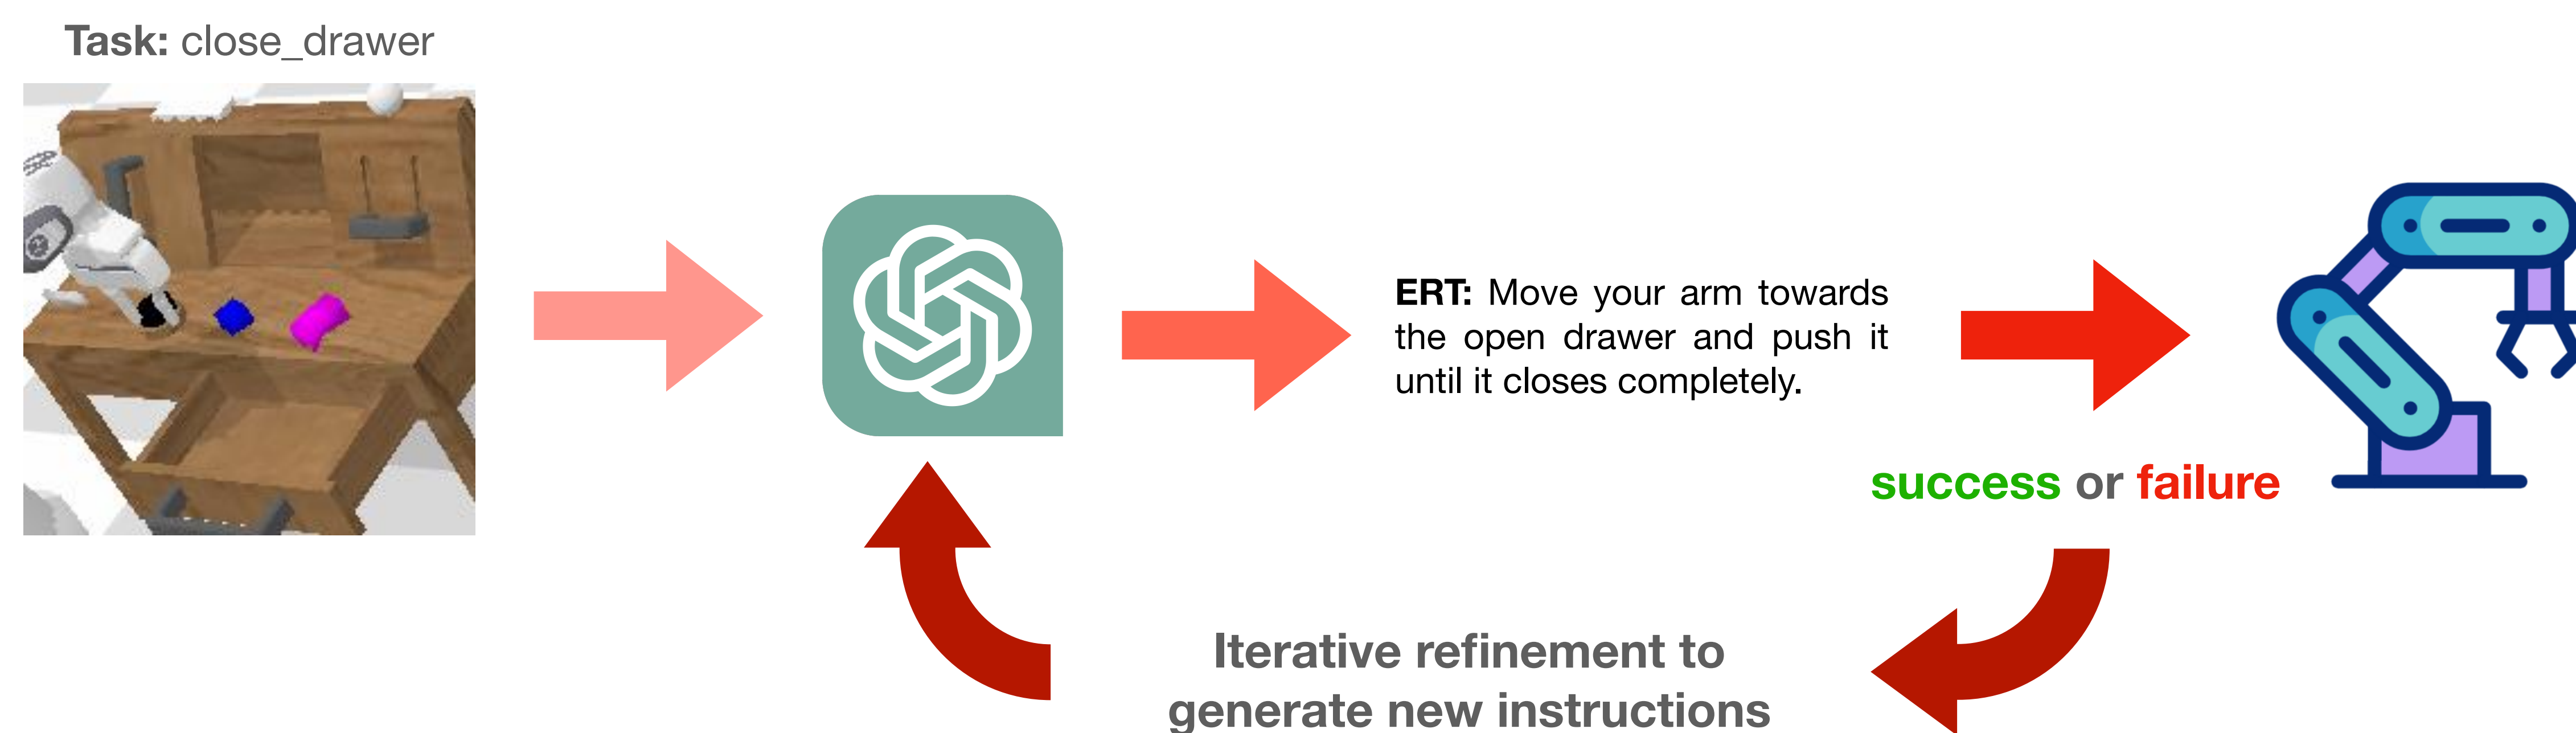 Task: close_drawer
ERT: Move your arm towards
the open drawer and push it
until it closes completely.
success or failure
Iterative refinement to
generate new instructions